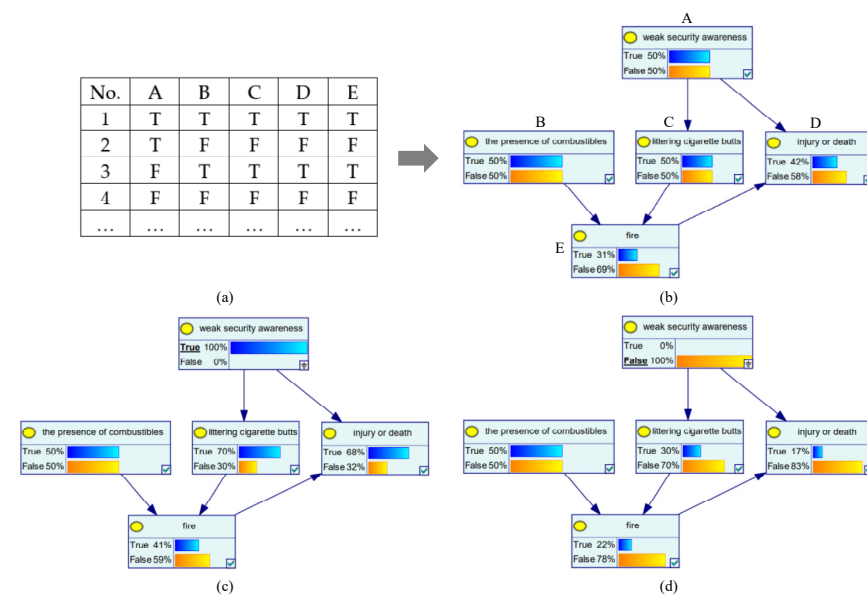 No. A B C D E
1 T T T T T
2 T F F F F
3 F T T T T
4 F F F F F
... ... ... ... ... ...
(a)
A
weak security awareness
True 50%
False 50%
B
the presence of combustibles
True 50%
False 50%
C
littering cigarette butts
True 50%
False 50%
D
injury or death
True 42%
False 58%
E
fire
True 31%
False 69%
(b)
weak security awareness
True 100%
False 0%
the presence of combustibles
True 50%
False 50%
littering cigarette butts
True 70%
False 30%
injury or death
True 68%
False 32%
fire
True 41%
False 59%
(c)
weak security awareness
True 0%
False 100%
the presence of combustibles
True 50%
False 50%
littering cigarette butts
True 30%
False 70%
injury or death
True 17%
False 83%
fire
True 22%
False 78%
(d)